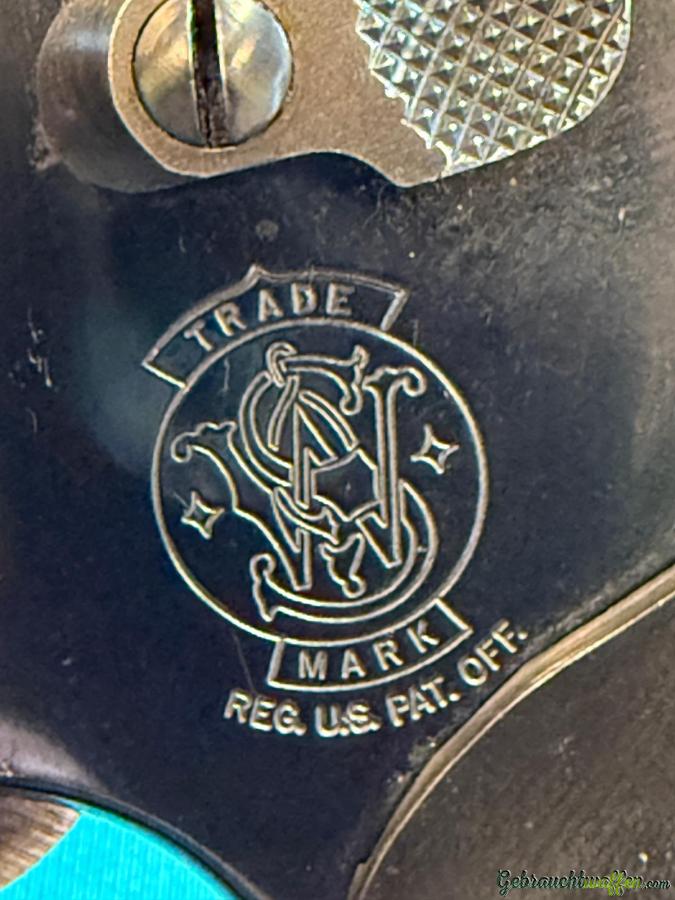 TRADE
S&W
MARK
REG. U.S. PAT. OFF.
Gebrauchtwaffen.com